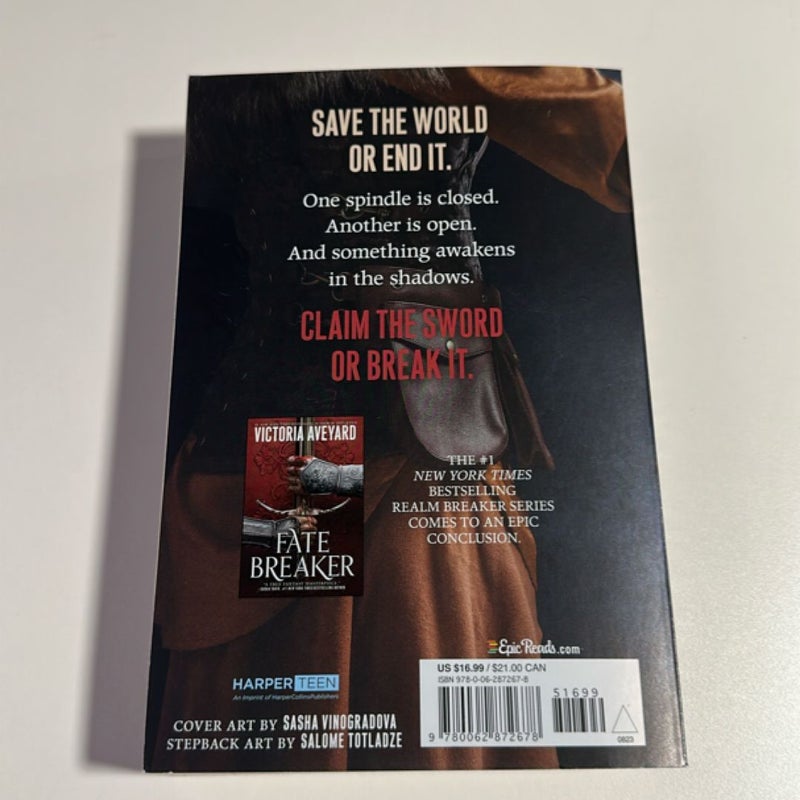 SAVE THE WORLD
OR END IT.
One spindle is closed.
Another is open.
And something awakens
in the shadows.
CLAIM THE SWORD
OR BREAK IT.
VICTORIA AVEYARD
FATE
BREAKER
"A TRUE FANTASY MASTERPIECE."
THE #1
NEW YORK TIMES
BESTSELLING
REALM BREAKER SERIES
COMES TO AN EPIC
CONCLUSION.
EpicReads.com
HARPER TEEN
An Imprint of HarperCollinsPublishers
COVER ART BY SASHA VINOGRADOVA
STEPBACK ART BY SALOME TOTLADZE
US $16.99 / $21.00 CAN
ISBN 978-0-06-287267-8
51699
9 780062 872678
0823